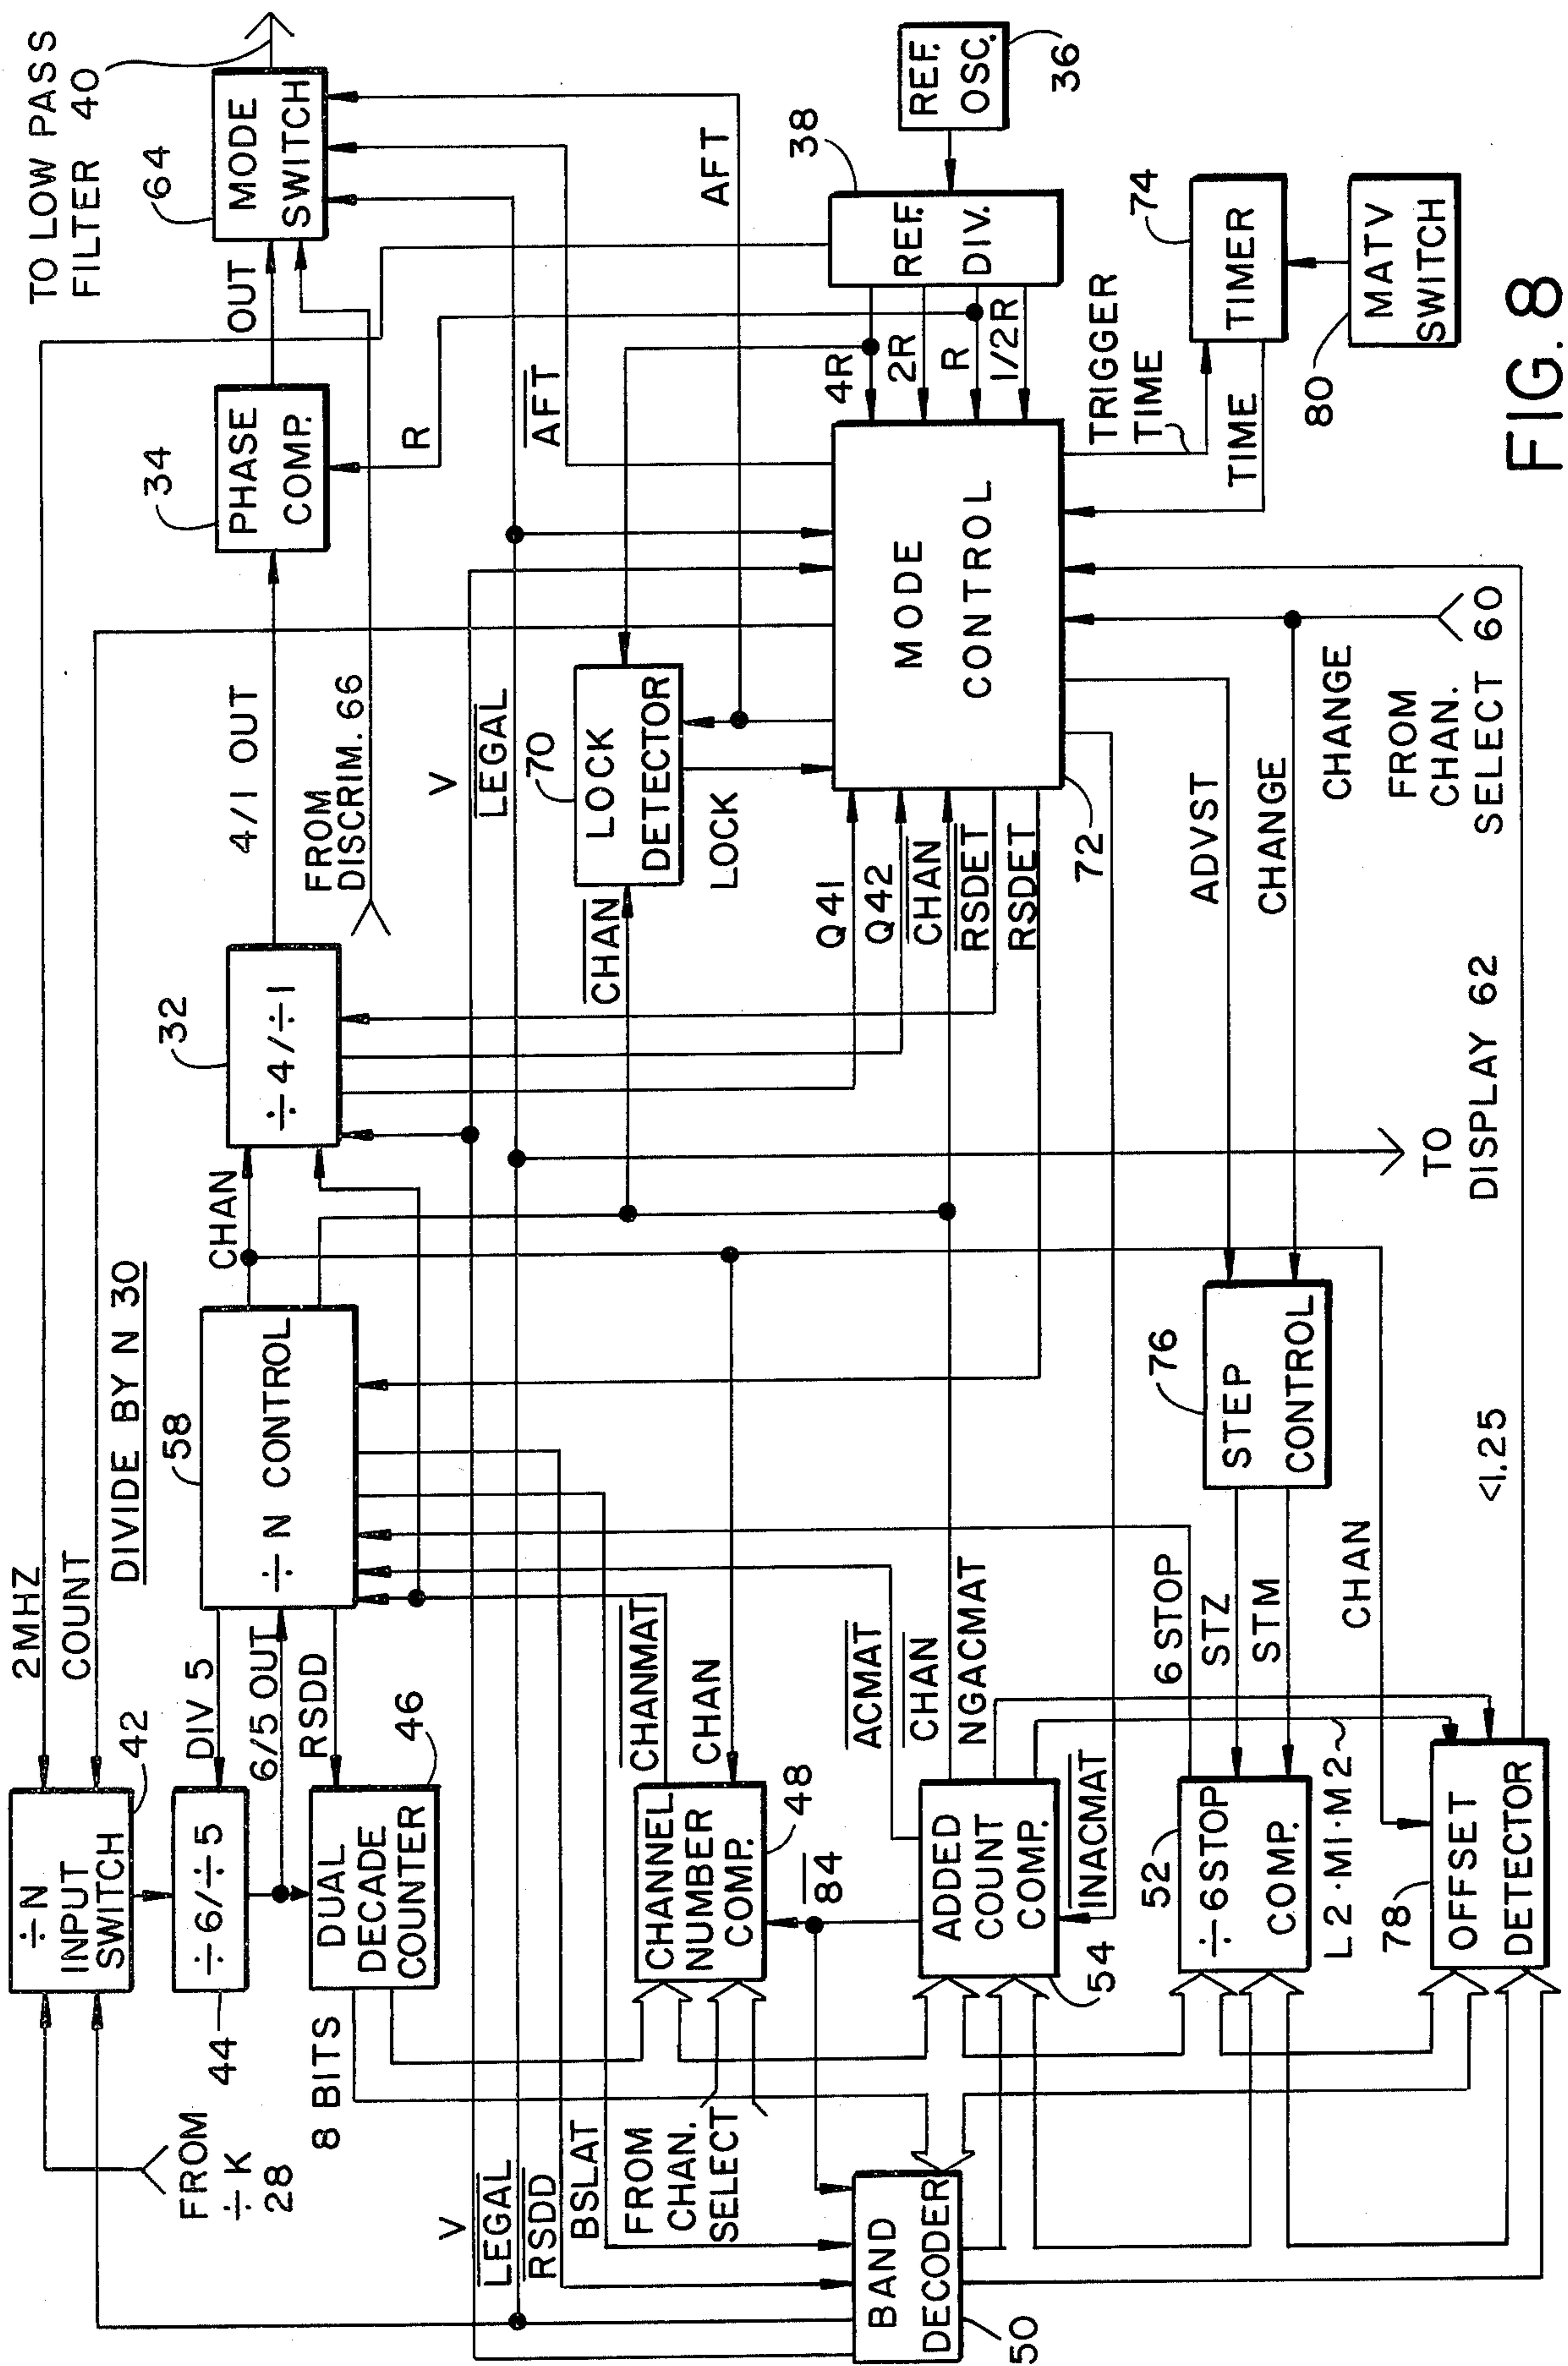 TO LOW PASS
FILTER 40
64
MODE
SWITCH
OUT
34
PHASE
COMP.
R
4/1 OUT
FROM
DISCRIM. 66
32
÷4/÷1
CHAN
DIVIDE BY N 30
58
÷ N CONTROL
2MHZ
COUNT
DIV 5
6/5 OUT
RSDD
42
÷N
INPUT
SWITCH
÷6/÷5
44
46
DUAL
DECADE
COUNTER
8 BITS
FROM
÷ K
28
V
LEGAL
RSDD
BSLAT
FROM
CHAN.
SELECT
BAND
DECODER
50
CHANNEL
NUMBER
COMP.
48
CHANMAT
CHAN
84
ADDED
COUNT
COMP.
54
ACMAT
CHAN
NGACMAT
INACMAT
52
÷6STOP
COMP.
6 STOP
STZ
STM
L2·M1·M2
78
OFFSET
DETECTOR
CHAN
<1.25
76
STEP
CONTROL
ADVST
CHANGE
TO
DISPLAY 62
V
LEGAL
70
LOCK
DETECTOR
CHAN
LOCK
Q41
Q42
CHAN
RSDET
RSDET
72
MODE
CONTROL
AFT
AFT
4R
2R
R
1/2R
38
REF.
DIV.
REF.
OSC.
36
TRIGGER
TIME
TIME
74
TIMER
MATV
SWITCH
80
CHANGE
FROM
CHAN.
SELECT 60
FIG. 8